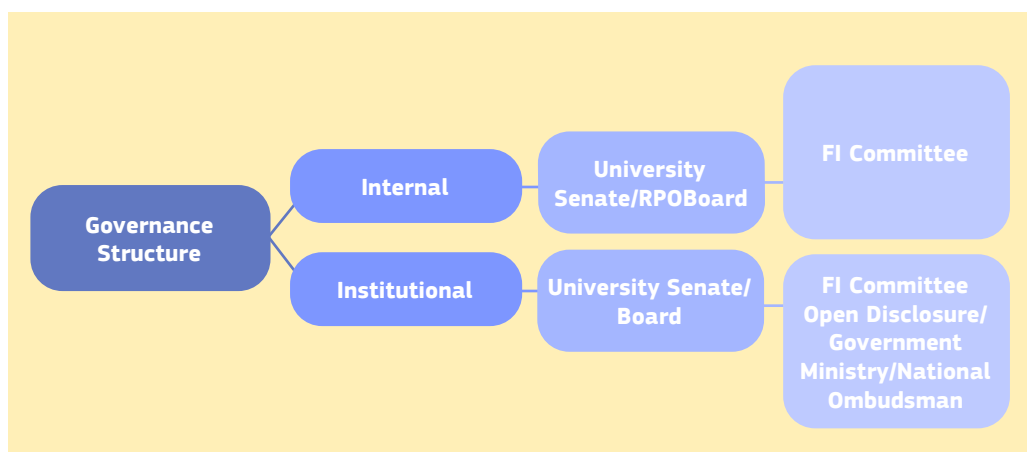 Governance
Structure
Internal
University
Senate/RPOBoard
FI Committee
Institutional
University Senate/
Board
FI Committee
Open Disclosure/
Government
Ministry/National
Ombudsman